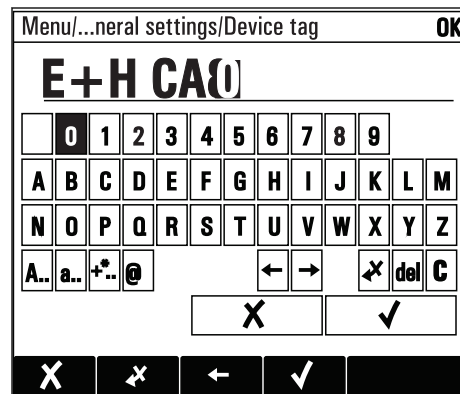 Menu/...neral settings/Device tag OK
E+H CA0
0 1 2 3 4 5 6 7 8 9
A B C D E F G H I J K L M
N O P Q R S T U V W X Y Z
A.. a.. +*.. @ ← → del C
✗ ✓
✗ ← ✓